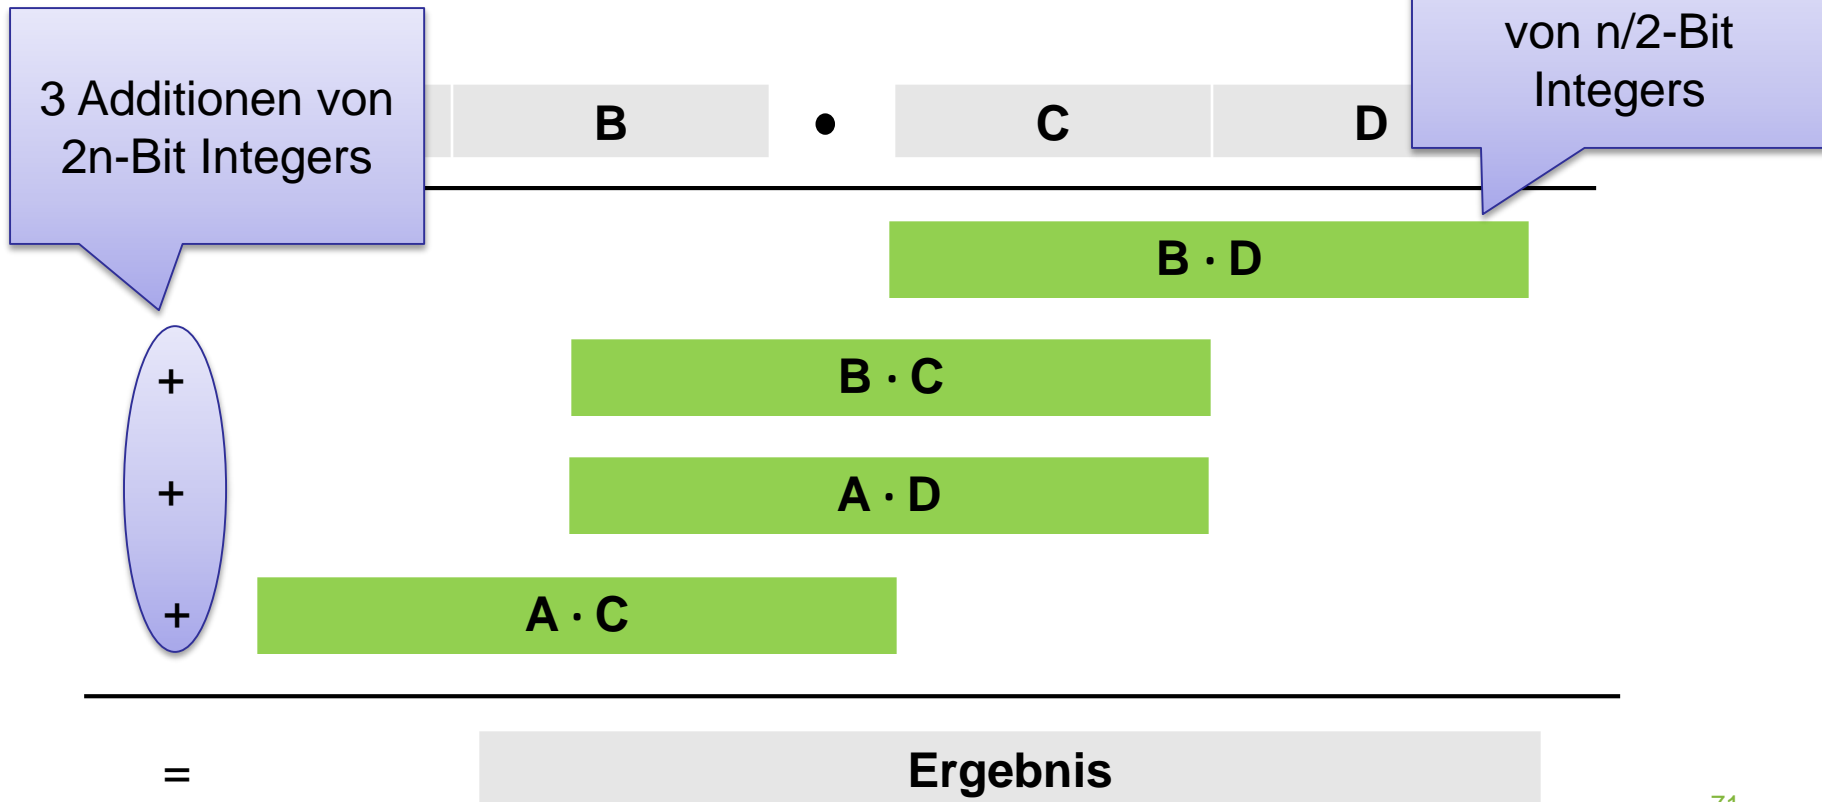 3 Additionen von
2n-Bit Integers
von n/2-Bit
Integers
B • C D
B · D
+ B · C
+ A · D
+ A · C
= Ergebnis